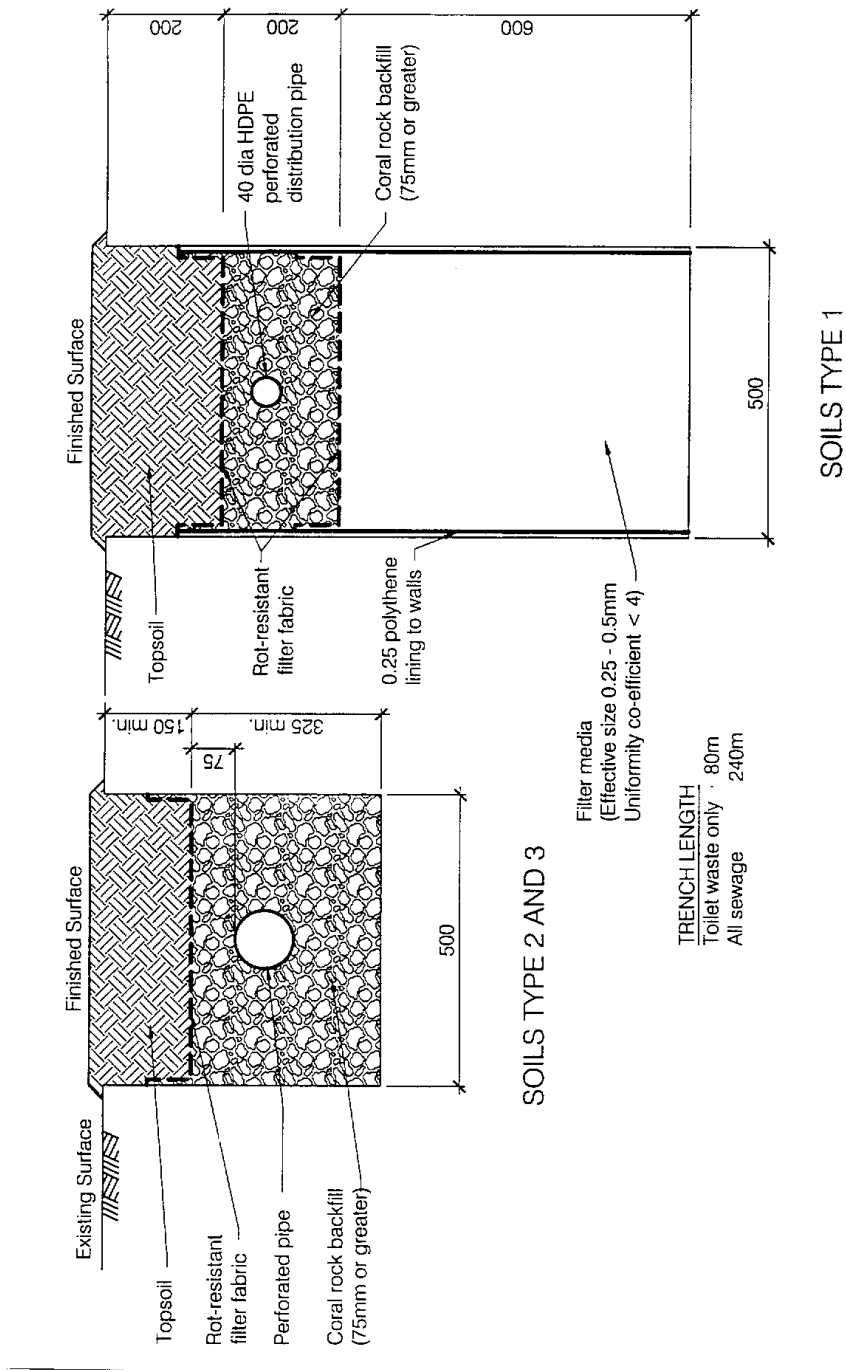 Existing Surface
Finished Surface
Topsoil
Rot-resistant
filter fabric
Perforated pipe
Coral rock backfill
(75mm or greater)
150 min.
325 min.
75
500
SOILS TYPE 2 AND 3
Finished Surface
Topsoil
Rot-resistant
filter fabric
0.25 polythene
lining to walls
Filter media
(Effective size 0.25 - 0.5mm
Uniformity co-efficient < 4)
40 dia HDPE
perforated
distribution pipe
Coral rock backfill
(75mm or greater)
200
200
600
500
SOILS TYPE 1
TRENCH LENGTH
Toilet waste only 80m
All sewage 240m